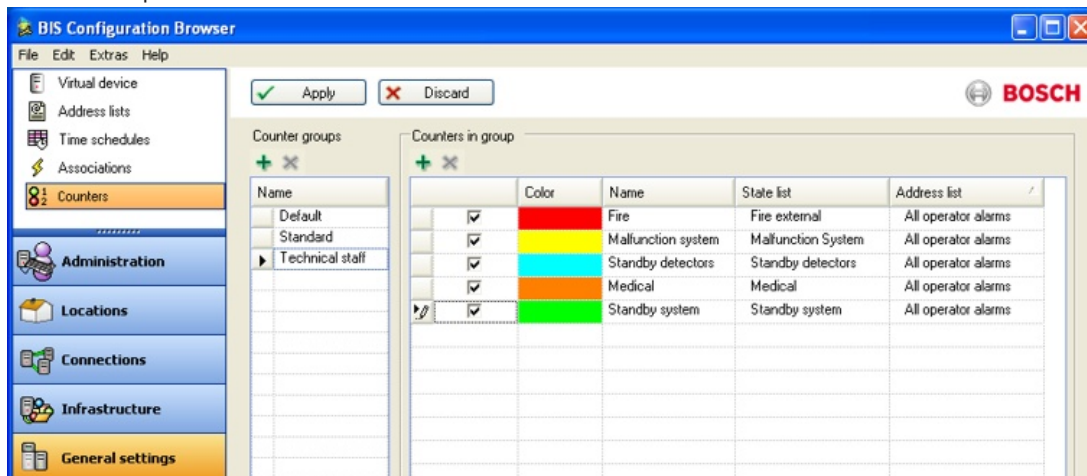 BIS Configuration Browser
File Edit Extras Help
Virtual device
Address lists
Time schedules
Associations
Counters
Administration
Locations
Connections
Infrastructure
General settings
Apply Discard
BOSCH
Counter groups
Name
Default
Standard
Technical staff
Counters in group
Color Name State list Address list
Fire Fire external All operator alarms
Malfunction system Malfunction System All operator alarms
Standby detectors Standby detectors All operator alarms
Medical Medical All operator alarms
Standby system Standby system All operator alarms